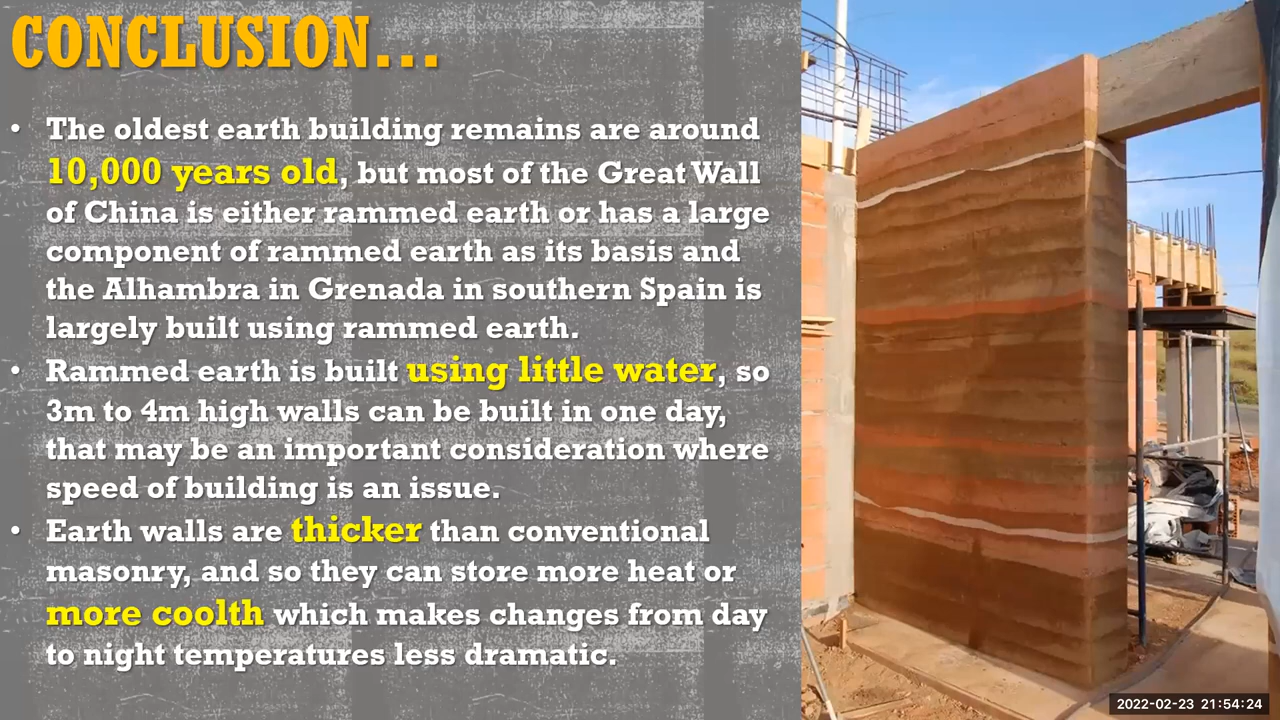 CONCLUSION...
• The oldest earth building remains are around
10,000 years old, but most of the Great Wall
of China is either rammed earth or has a large
component of rammed earth as its basis and
the Alhambra in Grenada in southern Spain is
largely built using rammed earth.
• Rammed earth is built using little water, so
3m to 4m high walls can be built in one day,
that may be an important consideration where
speed of building is an issue.
• Earth walls are thicker than conventional
masonry, and so they can store more heat or
more coolth which makes changes from day
to night temperatures less dramatic.
2022-02-23 21:54:24